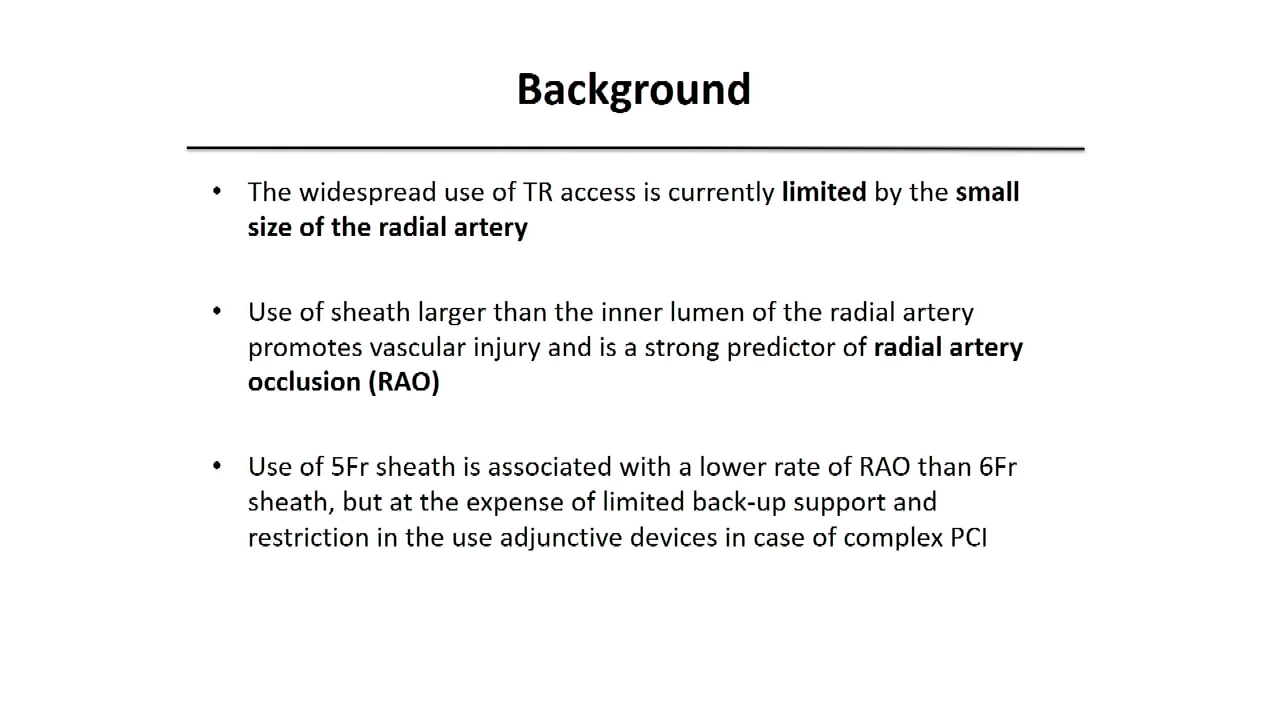 Background
• The widespread use of TR access is currently limited by the small
size of the radial artery
• Use of sheath larger than the inner lumen of the radial artery
promotes vascular injury and is a strong predictor of radial artery
occlusion (RAO)
• Use of 5Fr sheath is associated with a lower rate of RAO than 6Fr
sheath, but at the expense of limited back-up support and
restriction in the use adjunctive devices in case of complex PCI